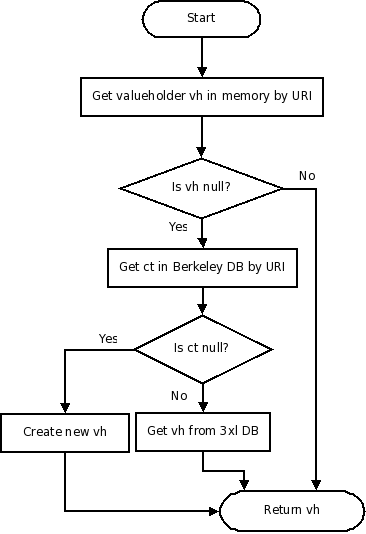 Start
Get valueholder vh in memory by URI
Is vh null?
No
Yes
Get ct in Berkeley DB by URI
Is ct null?
Yes
No
Create new vh
Get vh from 3xl DB
Return vh